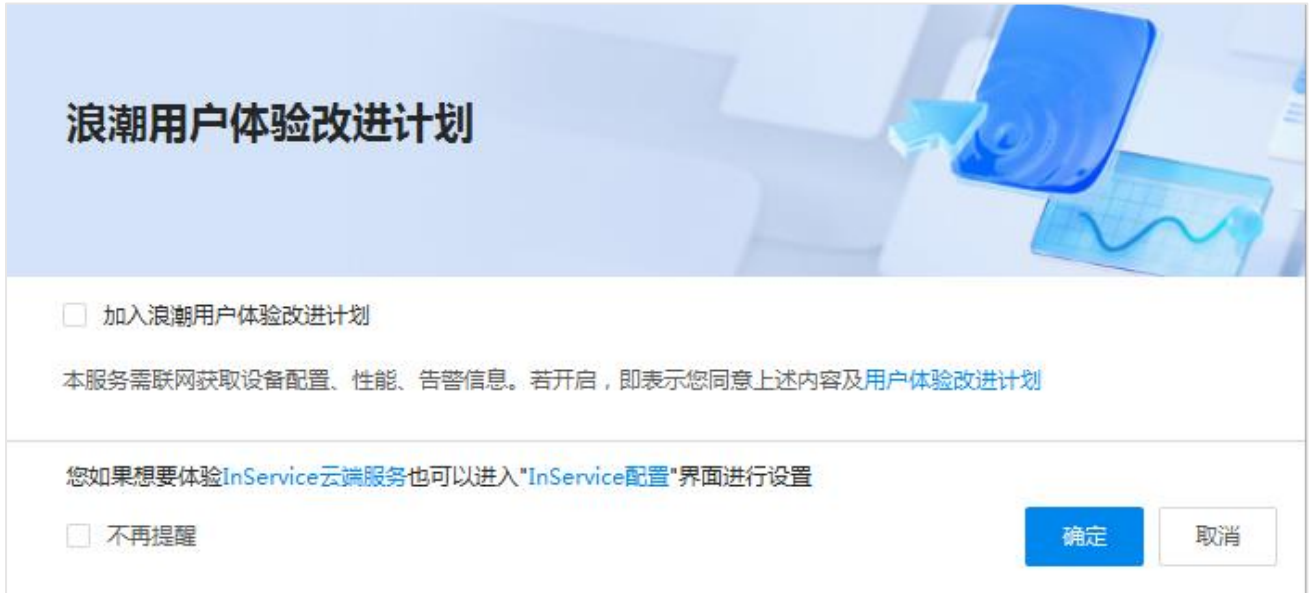 浪潮用户体验改进计划
加入浪潮用户体验改进计划
本服务需联网获取设备配置、性能、告警信息。若开启，即表示您同意上述内容及用户体验改进计划
您如果想要体验InService云端服务也可以进入"InService配置"界面进行设置
不再提醒
确定
取消